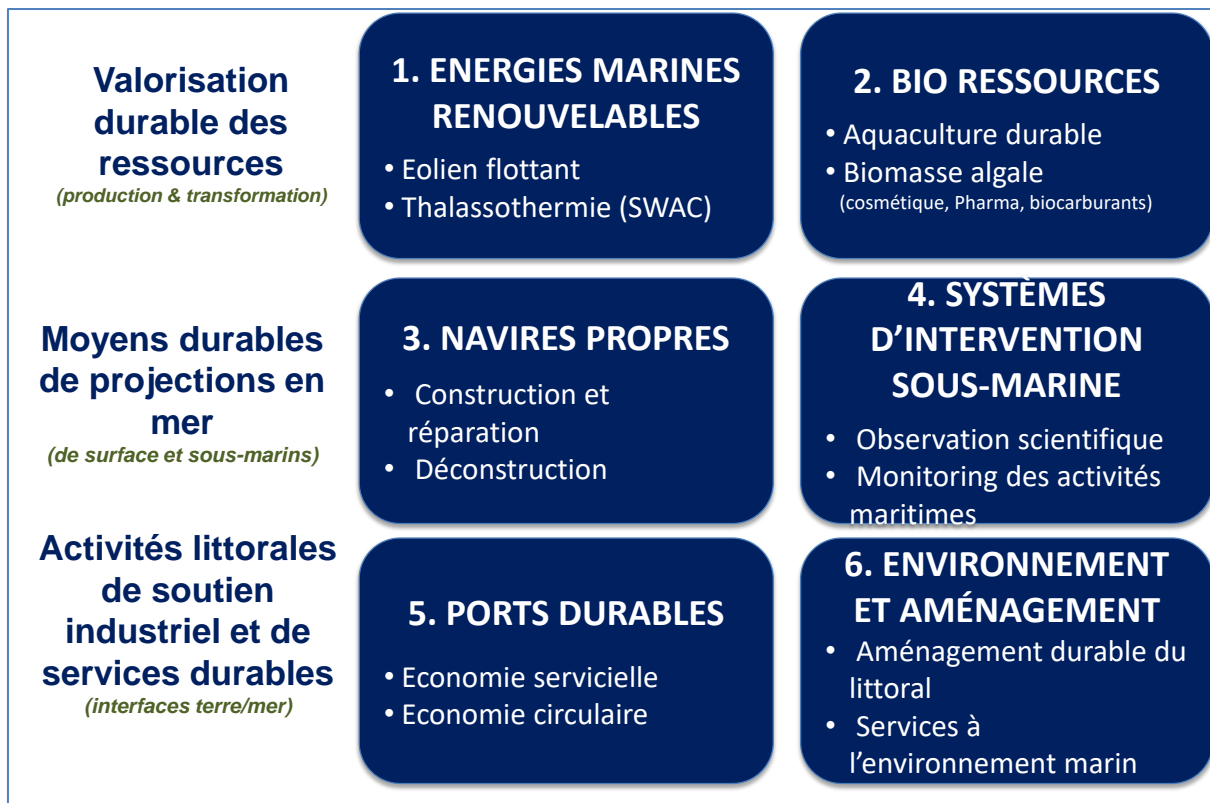 Valorisation
durable des
ressources
(production & transformation)
1. ENERGIES MARINES
RENOUVELABLES
• Eolien flottant
• Thalassothermie (SWAC)
2. BIO RESSOURCES
• Aquaculture durable
• Biomasse algale
(cosmétique, Pharma, biocarburants)
Moyens durables
de projections en
mer
(de surface et sous-marins)
3. NAVIRES PROPRES
• Construction et
réparation
• Déconstruction
4. SYSTÈMES
D’INTERVENTION
SOUS-MARINE
• Observation scientifique
• Monitoring des activités
maritimes
Activités littorales
de soutien
industriel et de
services durables
(interfaces terre/mer)
5. PORTS DURABLES
• Economie servicielle
• Economie circulaire
6. ENVIRONNEMENT
ET AMÉNAGEMENT
• Aménagement durable du
littoral
• Services à
l’environnement marin